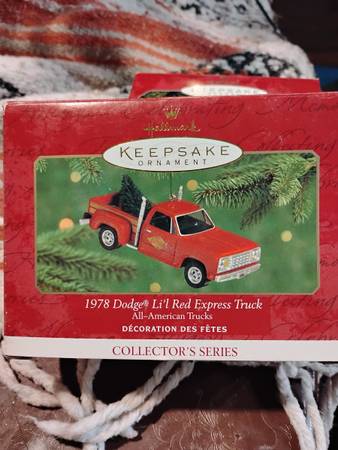 Hallmark
KEEPSAKE
ORNAMENT
1978 Dodge® Li'l Red Express Truck
All-American Trucks
DÉCORATION DES FÊTES
COLLECTOR'S SERIES